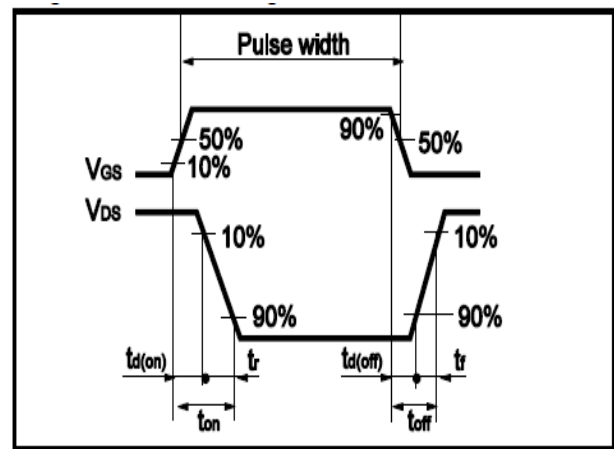 Pulse width
90%
50%
50%
10%
VGS
VDS
10%
10%
90%
90%
td(on)
tr
td(off)
tf
ton
toff